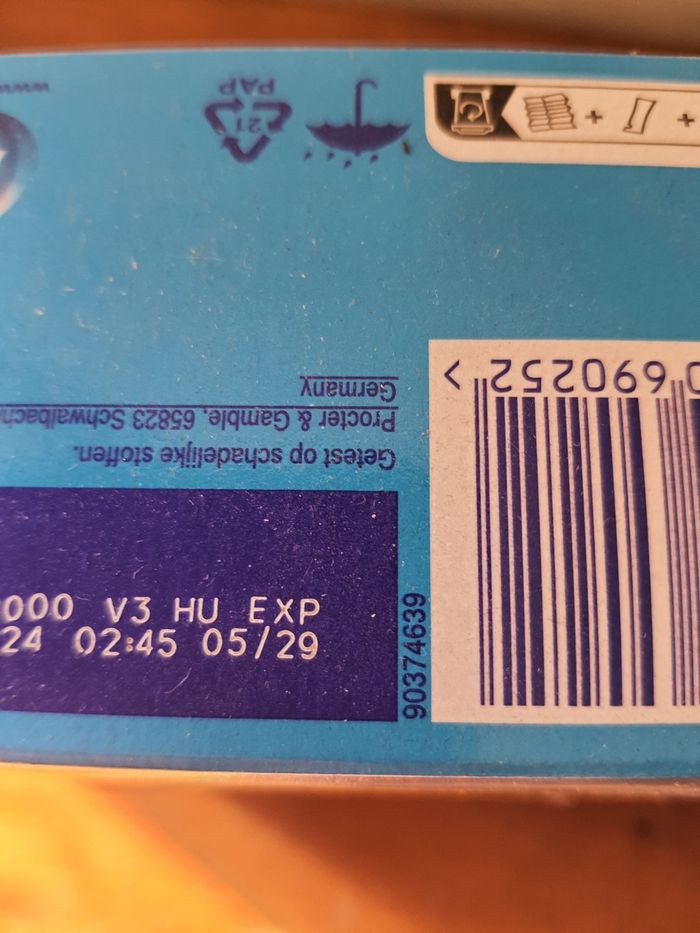 www
21
PAP
Getest op schadelijke stoffen.
Procter & Gamble, 65823 Schwalbach
Germany
0 690252 >
000 V3 HU EXP
24 02:45 05/29
90374639